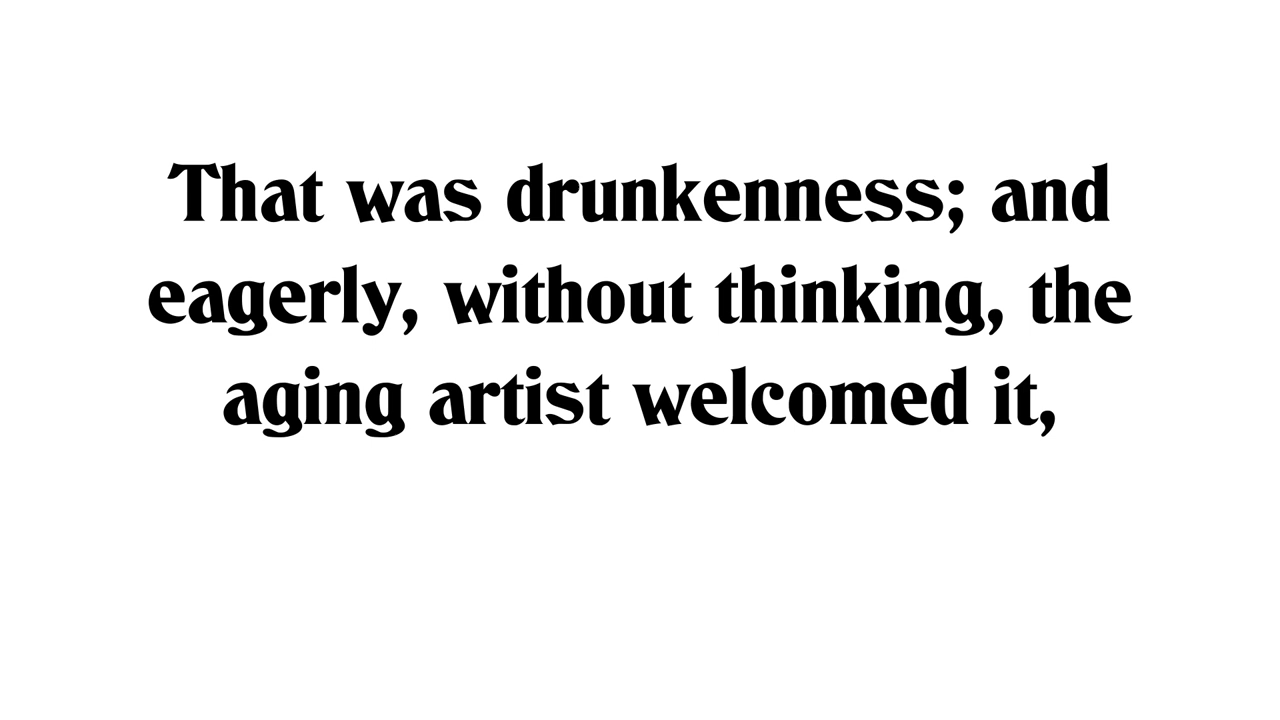 That was drunkenness; and
eagerly, without thinking, the
aging artist welcomed it,